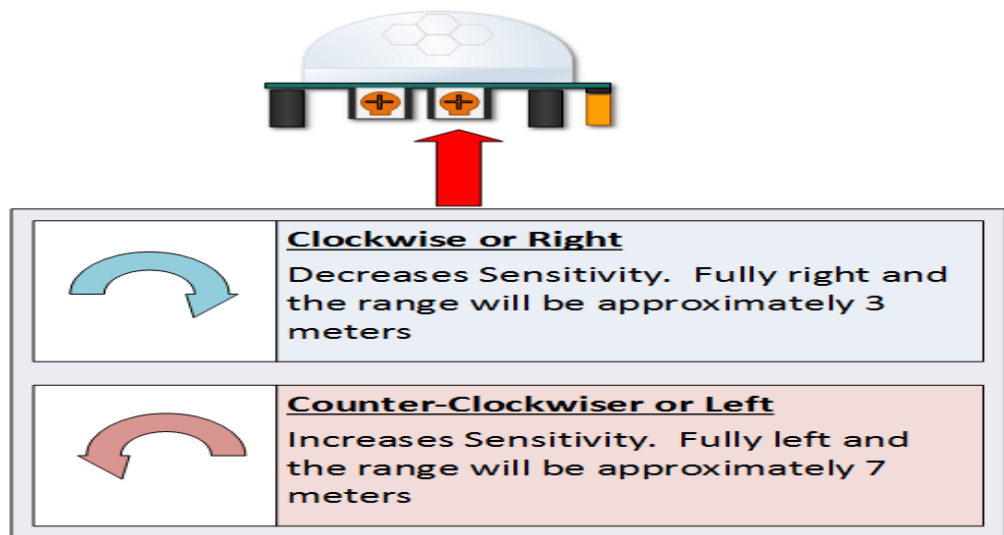 Clockwise or Right
Decreases Sensitivity.  Fully right and
the range will be approximately 3
meters
Counter-Clockwiser or Left
Increases Sensitivity.  Fully left and
the range will be approximately 7
meters